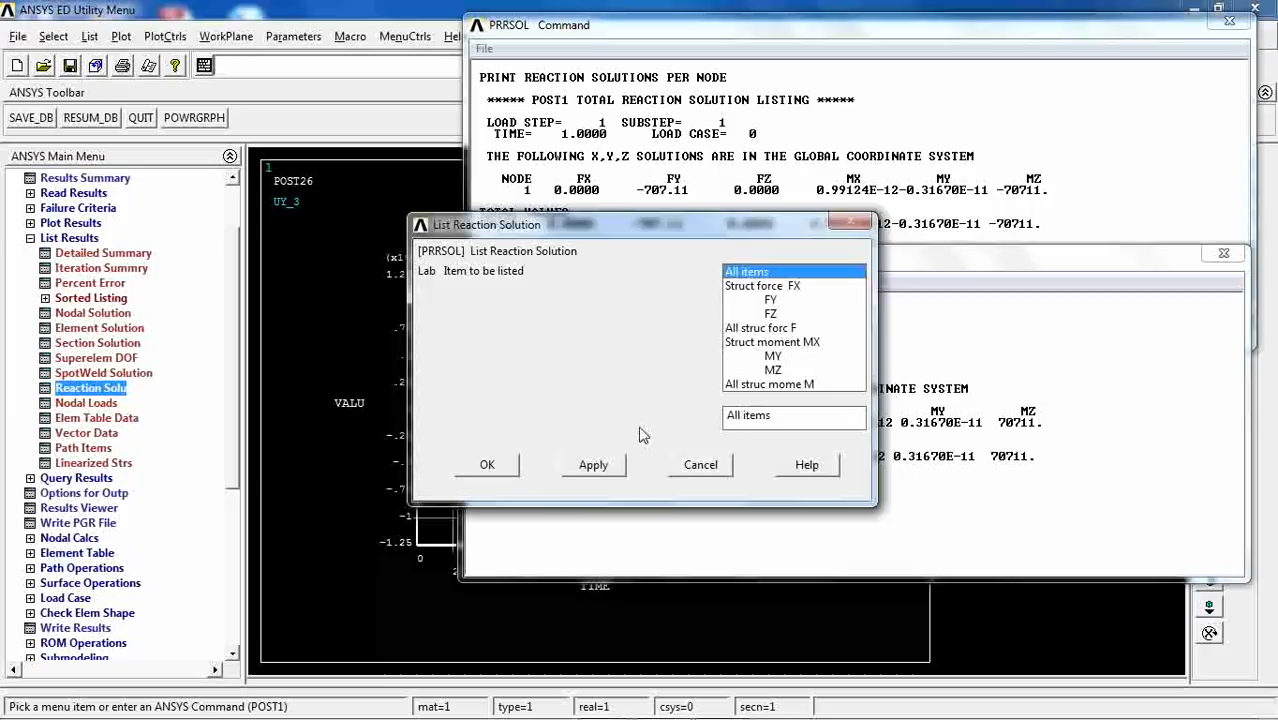 ANSYS ED Utility Menu
File Select List Plot PlotCtrls WorkPlane Parameters Macro MenuCtrls
ANSYS Toolbar
SAVE_DB RESUM_DB QUIT POWRGRPH
ANSYS Main Menu
Results Summary
Read Results
Failure Criteria
Plot Results
List Results
Detailed Summary
Iteration Summry
Percent Error
Sorted Listing
Nodal Solution
Element Solution
Section Solution
Superelem DOF
SpotWeld Solution
Reaction Solu
Nodal Loads
Elem Table Data
Vector Data
Path Items
Linearized Strs
Query Results
Options for Outp
Results Viewer
Write PGR File
Nodal Calcs
Element Table
Path Operations
Surface Operations
Load Case
Check Elem Shape
Write Results
ROM Operations
Submodeling
1
POST26
UY_3
(x1
1.2
VALU
-1
-1.25
0
TIME
PRRSOL Command
File
PRINT REACTION SOLUTIONS PER NODE
***** POST1 TOTAL REACTION SOLUTION LISTING *****
LOAD STEP= 1 SUBSTEP= 1
TIME= 1.0000 LOAD CASE= 0
THE FOLLOWING X,Y,Z SOLUTIONS ARE IN THE GLOBAL COORDINATE SYSTEM
NODE FX FY FZ MX MY MZ
1 0.0000 -707.11 0.0000 0.99124E-12-0.31670E-11 -70711.
TOTAL VALUES
12-0.31670E-11 -70711.
List Reaction Solution
[PRRSOL] List Reaction Solution
Lab Item to be listed
All items
Struct force FX
FY
FZ
All struc forc F
Struct moment MX
MY
MZ
All struc mome M
All items
OK Apply Cancel Help
DINATE SYSTEM
MY MZ
12 0.31670E-11 70711.
12 0.31670E-11 70711.
Pick a menu item or enter an ANSYS Command (POST1) mat=1 type=1 real=1 csys=0 secn=1